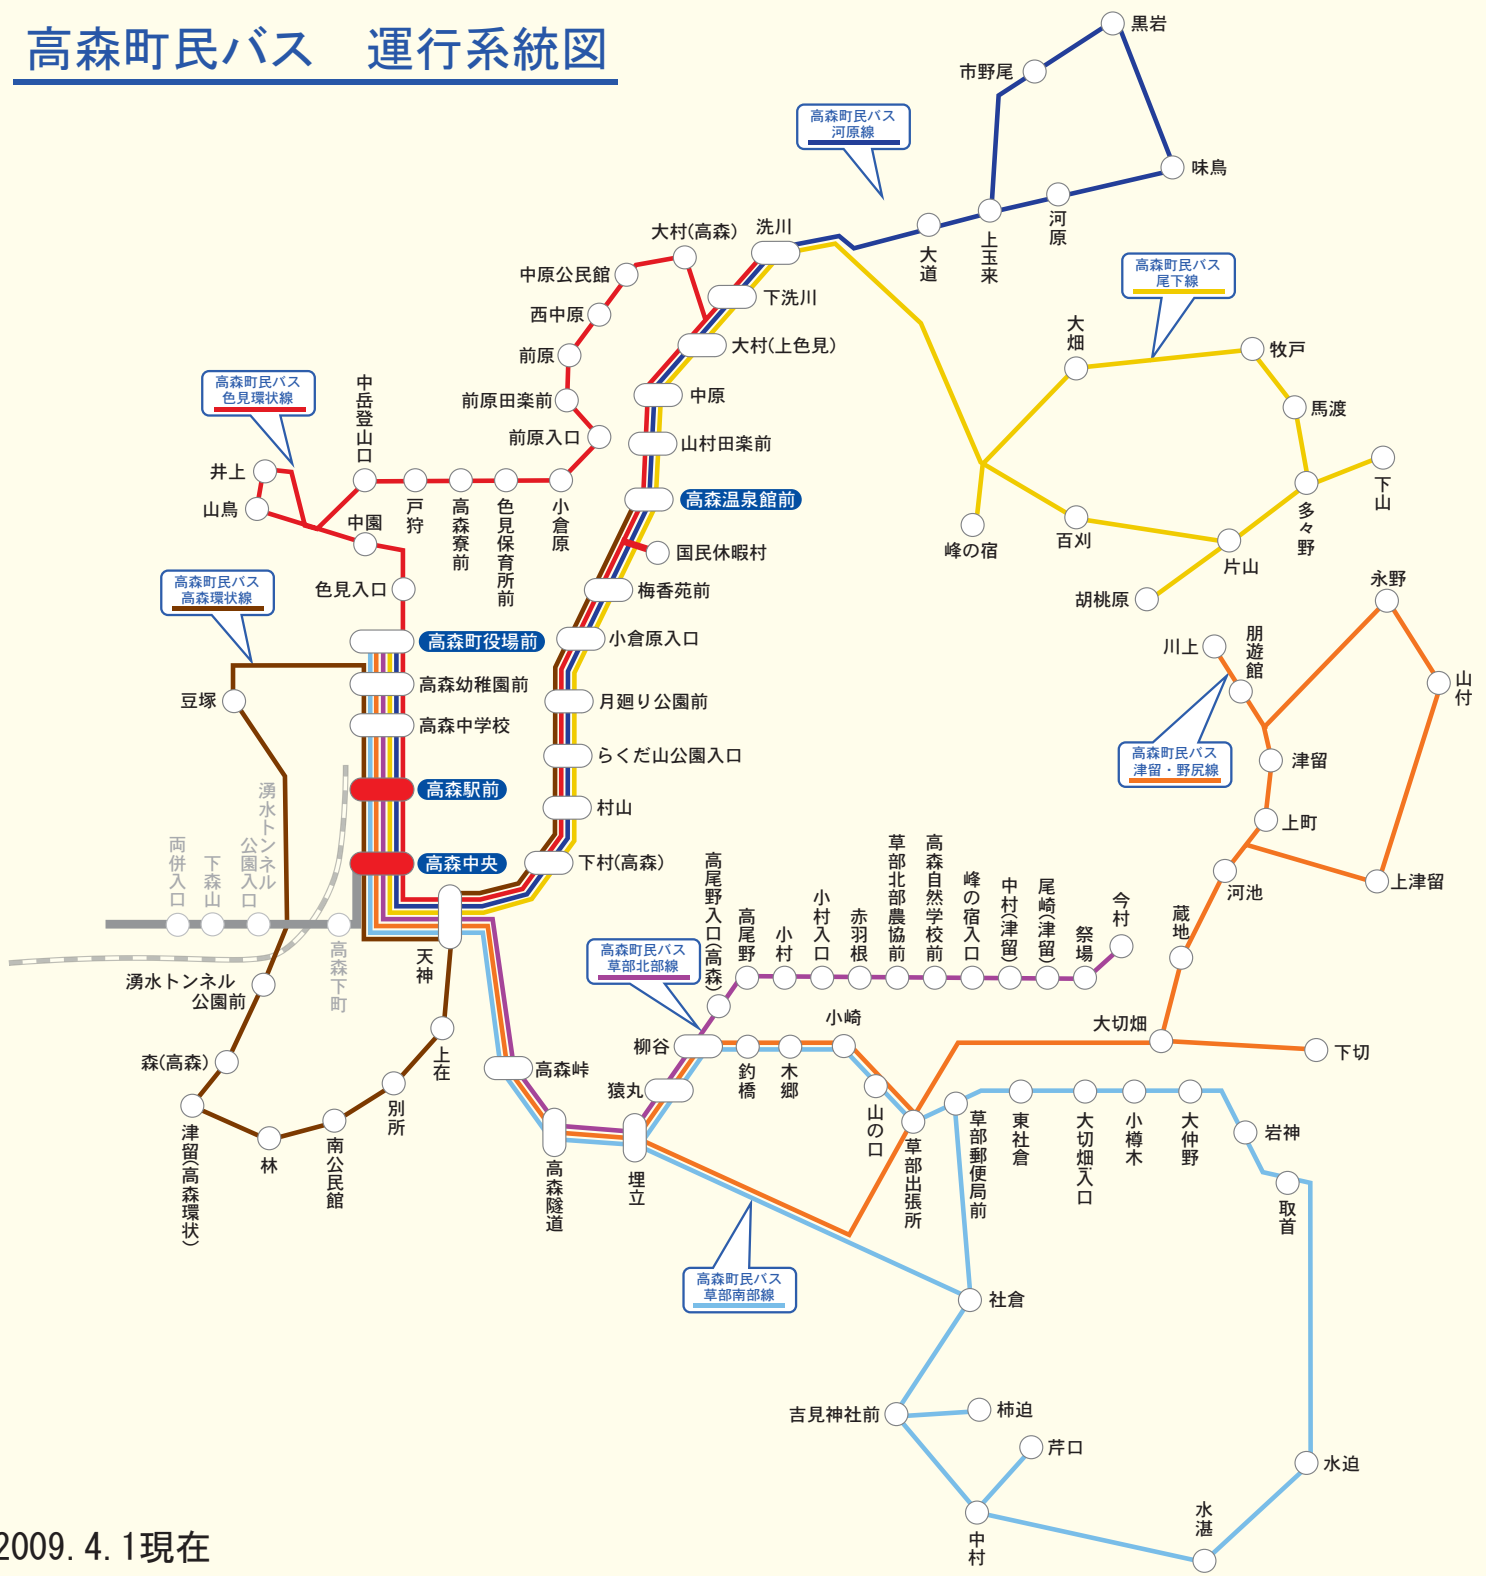 高森町民バス　運行系統図
黒岩
市野尾
高森町民バス
河原線
味鳥
河原
上玉来
大道
洗川
大村(高森)
中原公民館
下洗川
西中原
大村(上色見)
前原
高森町民バス
尾下線
大畑
牧戸
馬渡
下山
多々野
片山
百刈
峰の宿
胡桃原
高森町民バス
色見環状線
中岳登山口
前原田楽前
中原
前原入口
山村田楽前
井上
山鳥
中園
戸狩
高森寮前
色見保育所前
小倉原
高森温泉館前
国民休暇村
色見入口
梅香苑前
高森町民バス
高森環状線
高森町役場前
小倉原入口
高森幼稚園前
豆塚
月廻り公園前
高森中学校
らくだ山公園入口
高森駅前
村山
高森中央
下村(高森)
永野
川上
朋遊館
山付
高森町民バス
津留・野尻線
津留
上町
上津留
河池
蔵地
大切畑
下切
両併入口
下森山
湧水トンネル
公園入口
高森下町
天神
湧水トンネル
公園前
森(高森)
上在
別所
南公民館
林
津留(高森環状)
高森町民バス
草部北部線
高尾野入口(高森)
高尾野
小村
小村入口
赤羽根
草部北部農協前
高森自然学校前
峰の宿入口
中村(津留)
尾崎(津留)
祭場
今村
高森峠
柳谷
猿丸
釣橋
木郷
小崎
山の口
高森隧道
埋立
草部出張所
草部郵便局前
東社倉
大切畑入口
小樽木
大仲野
岩神
取首
高森町民バス
草部南部線
社倉
吉見神社前
柿迫
芹口
水迫
中村
水湛
2009.4.1現在